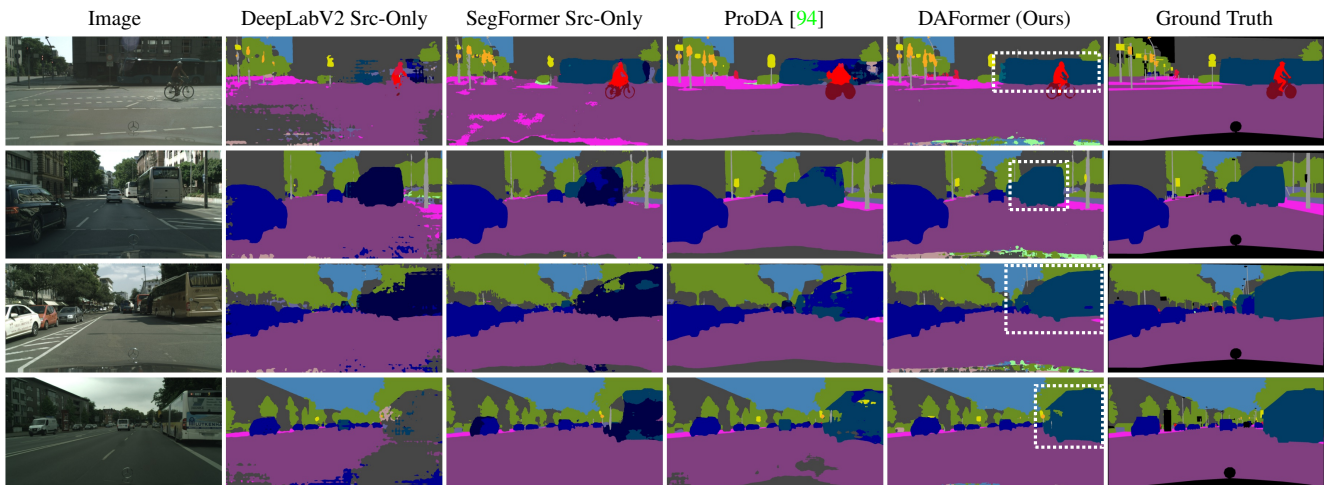 Image DeepLabV2 Src-Only SegFormer Src-Only ProDA [94] DAFormer (Ours) Ground Truth